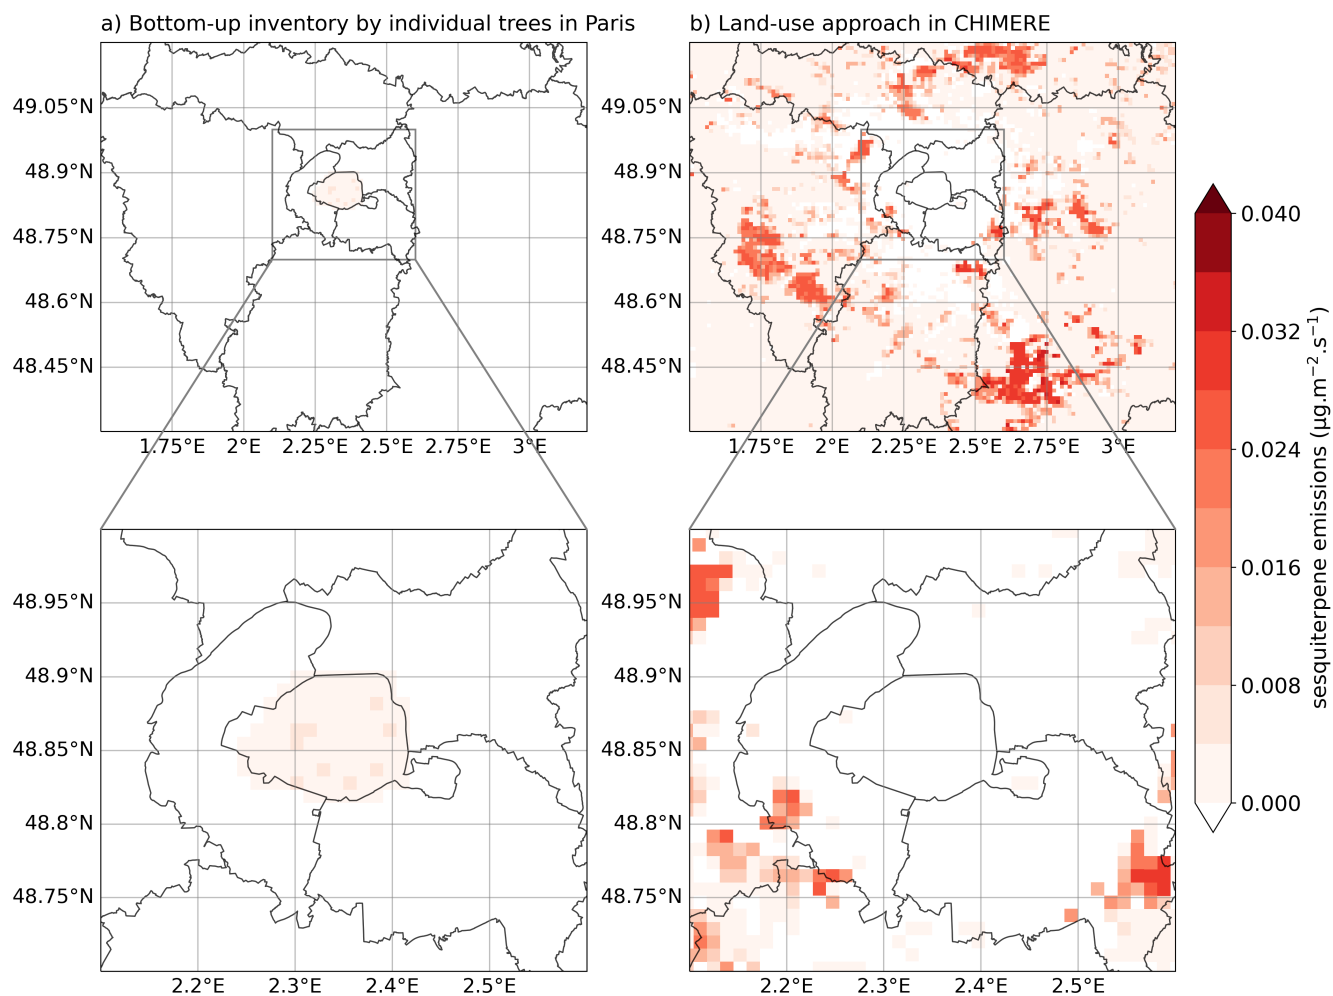 a) Bottom-up inventory by individual trees in Paris
b) Land-use approach in CHIMERE
49.05°N
48.9°N
48.75°N
48.6°N
48.45°N
1.75°E 2°E 2.25°E 2.5°E 2.75°E 3°E
49.05°N
48.9°N
48.75°N
48.6°N
48.45°N
1.75°E 2°E 2.25°E 2.5°E 2.75°E 3°E
48.95°N
48.9°N
48.85°N
48.8°N
48.75°N
2.2°E 2.3°E 2.4°E 2.5°E
48.95°N
48.9°N
48.85°N
48.8°N
48.75°N
2.2°E 2.3°E 2.4°E 2.5°E
0.040
0.032
0.024
0.016
0.008
0.000
sesquiterpene emissions (µg.m⁻².s⁻¹)